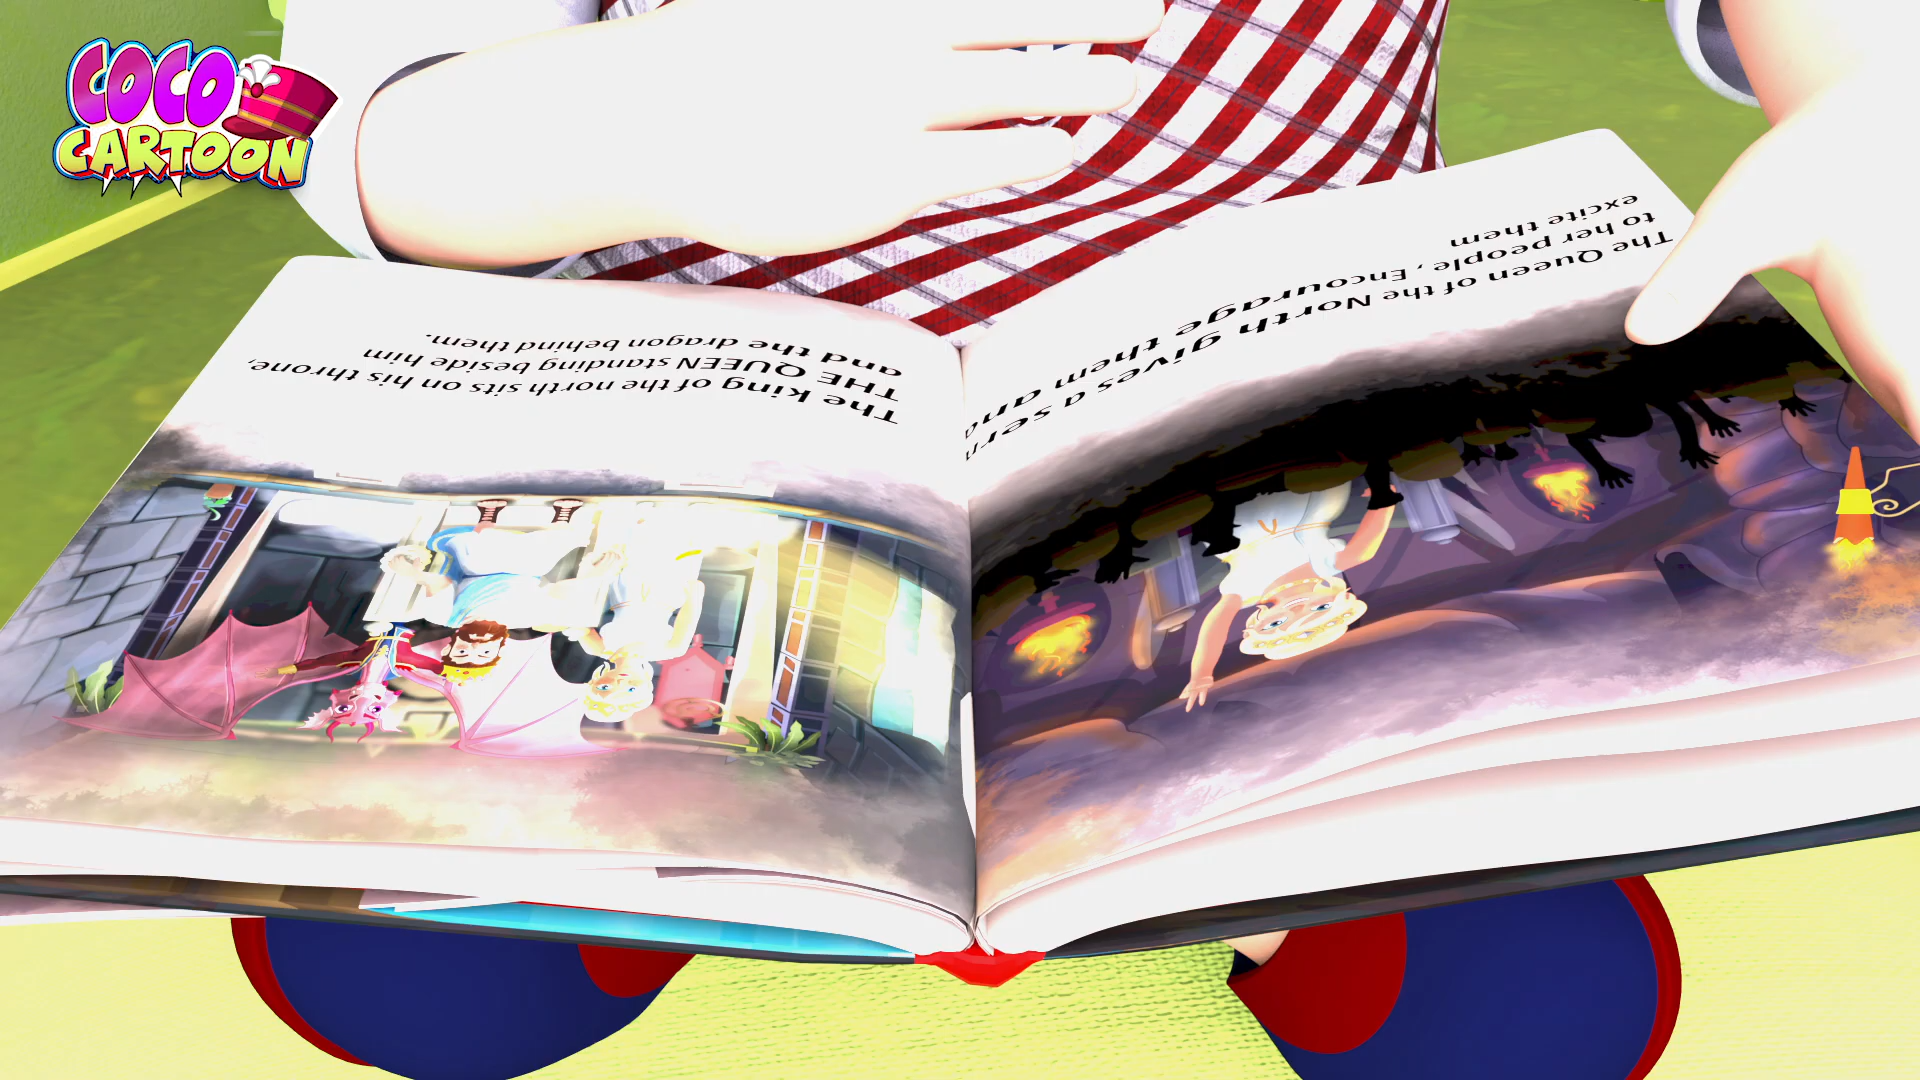 COCO
CARTOON
The king of the north sits on his throne,
THE QUEEN standing beside him
and the dragon behind them.
The Queen of the North gives a
to her people , Encourage them and
excite them